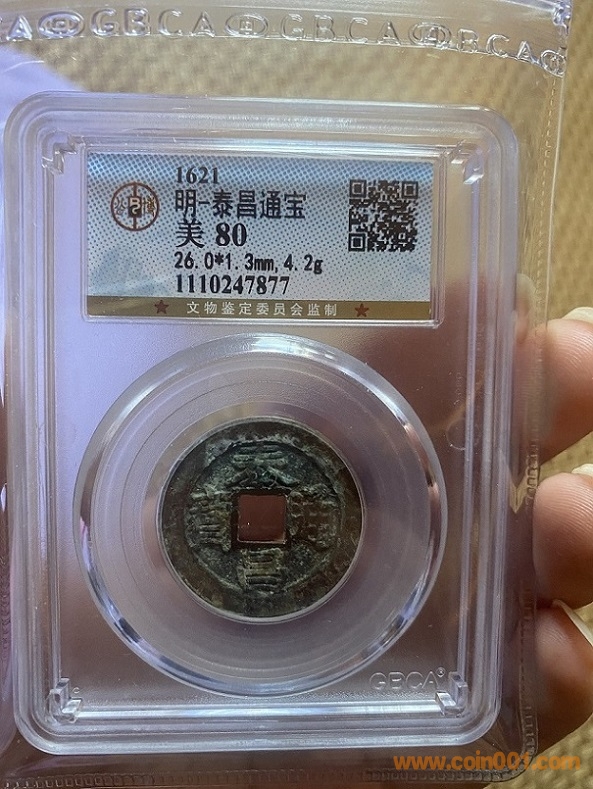 GBCA GBCA GBCA
1621
明-泰昌通宝
美 80
26.0*1.3mm,4.2g
1110247877
★ 文物鉴定委员会监制 ★
泰
寶 通
昌
GBCA®
www.coin001.com